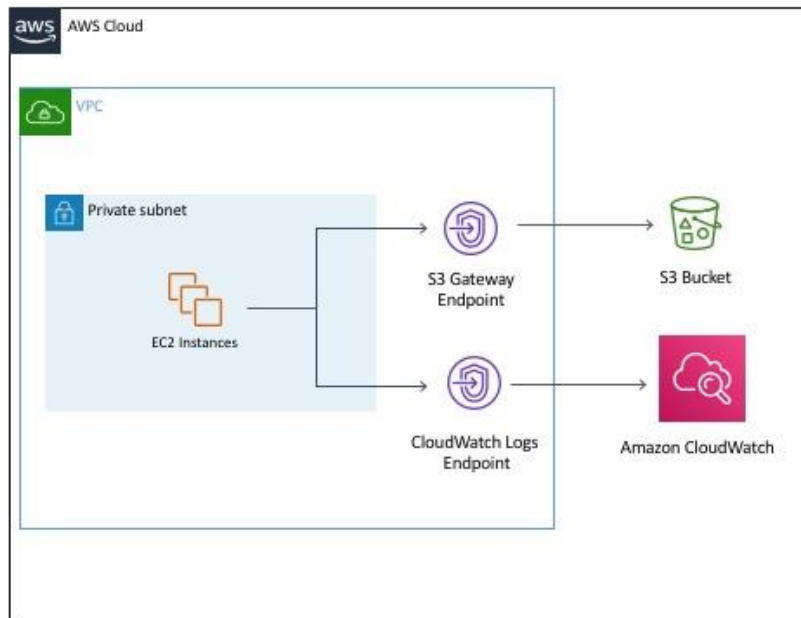 aws
AWS Cloud
VPC
Private subnet
EC2 Instances
S3 Gateway
Endpoint
S3 Bucket
CloudWatch Logs
Endpoint
Amazon CloudWatch